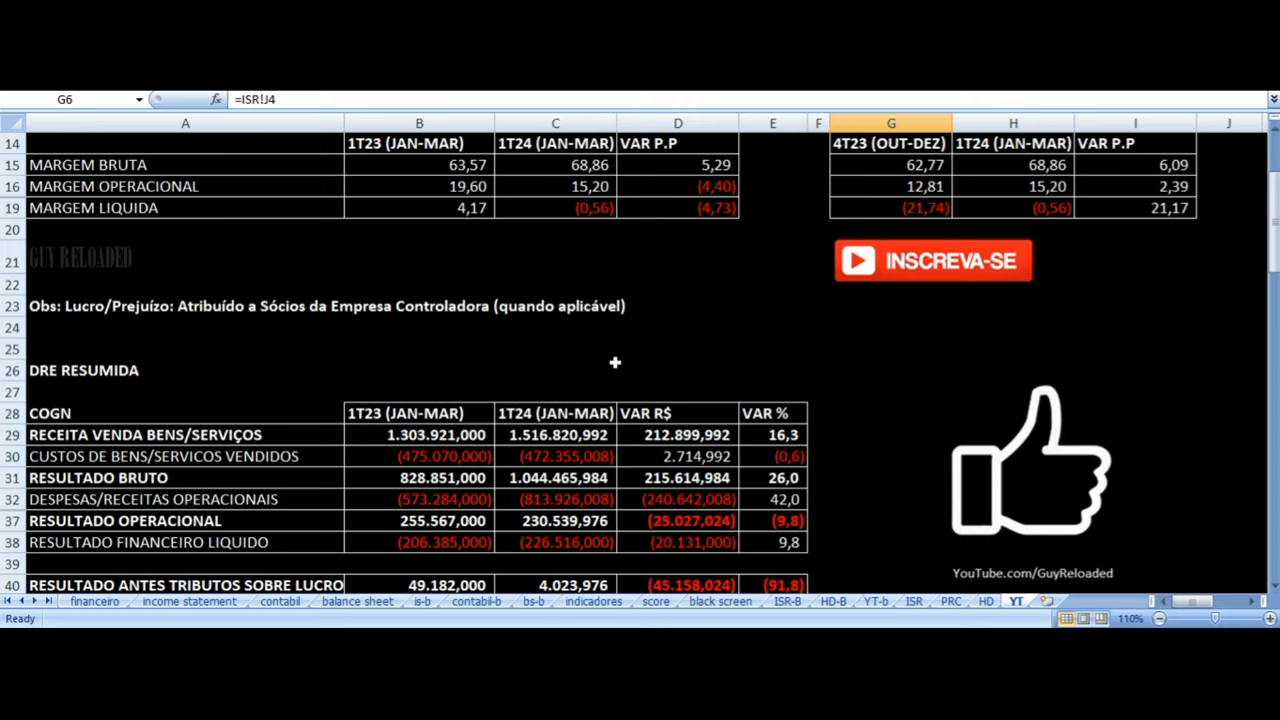 G6 fx =ISR!J4
A B C D E F G H I J
14 1T23 (JAN-MAR) 1T24 (JAN-MAR) VAR P.P 4T23 (OUT-DEZ) 1T24 (JAN-MAR) VAR P.P
15 MARGEM BRUTA 63,57 68,86 5,29 62,77 68,86 6,09
16 MARGEM OPERACIONAL 19,60 15,20 (4,40) 12,81 15,20 2,39
19 MARGEM LIQUIDA 4,17 (0,56) (4,73) (21,74) (0,56) 21,17
20
21 GUY RELOADED INSCREVA-SE
22
23 Obs: Lucro/Prejuízo: Atribuído a Sócios da Empresa Controladora (quando aplicável)
24
25
26 DRE RESUMIDA
27
28 COGN 1T23 (JAN-MAR) 1T24 (JAN-MAR) VAR R$ VAR %
29 RECEITA VENDA BENS/SERVIÇOS 1.303.921,000 1.516.820,992 212.899,992 16,3
30 CUSTOS DE BENS/SERVICOS VENDIDOS (475.070,000) (472.355,008) 2.714,992 (0,6)
31 RESULTADO BRUTO 828.851,000 1.044.465,984 215.614,984 26,0
32 DESPESAS/RECEITAS OPERACIONAIS (573.284,000) (813.926,008) (240.642,008) 42,0
37 RESULTADO OPERACIONAL 255.567,000 230.539,976 (25.027,024) (9,8)
38 RESULTADO FINANCEIRO LIQUIDO (206.385,000) (226.516,000) (20.131,000) 9,8
39
YouTube.com/GuyReloaded
40 RESULTADO ANTES TRIBUTOS SOBRE LUCRO 49.182,000 4.023,976 (45.158,024) (91,8)
financeiro income statement contabil balance sheet is-b contabil-b bs-b indicadores score black screen ISR-B HD-B YT-b ISR PRC HD YT
Ready 110%